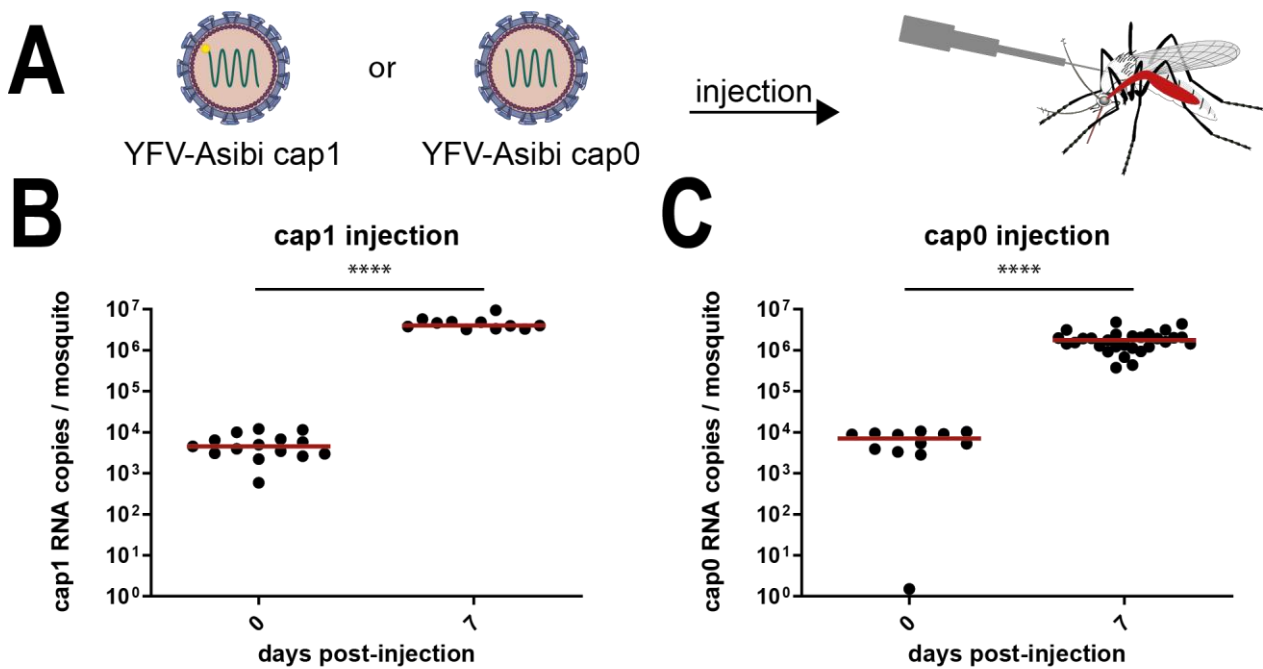 A
or
injection
YFV-Asibi cap1
YFV-Asibi cap0
B
cap1 injection
****
cap1 RNA copies / mosquito
10⁷
10⁶
10⁵
10⁴
10³
10²
10¹
10⁰
0
7
days post-injection
C
cap0 injection
****
cap0 RNA copies / mosquito
10⁷
10⁶
10⁵
10⁴
10³
10²
10¹
10⁰
0
7
days post-injection